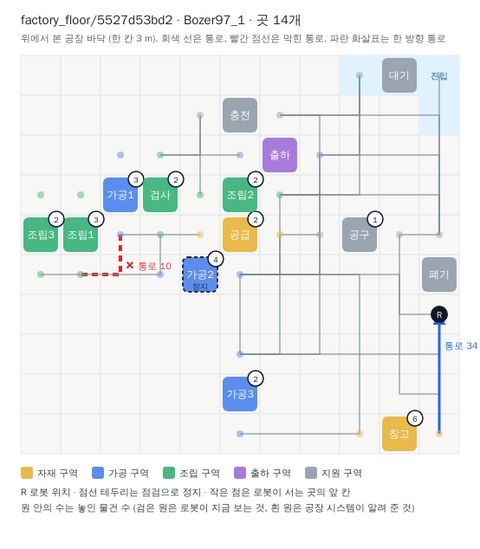 factory_floor/5527d53bd2 · Bozer97_1 · 곳 14개
위에서 본 공장 바닥 (한 칸 3 m). 회색 선은 통로, 빨간 점선은 막힌 통로, 파란 화살표는 한 방향 통로
대기
전립
충전
출하
가공1 3
검사 2
조립2 2
조립3 2
조립1 3
공급 2
공구 1
통로 10
가공2 4
정지
폐기
R
통로 34
가공3 2
창고 6
자재 구역
가공 구역
조립 구역
출하 구역
지원 구역
R 로봇 위치 · 점선 테두리는 점검으로 정지 · 작은 점은 로봇이 서는 곳의 앞 칸
원 안의 수는 놓인 물건 수 (검은 원은 로봇이 지금 보는 것, 흰 원은 공장 시스템이 알려 준 것)